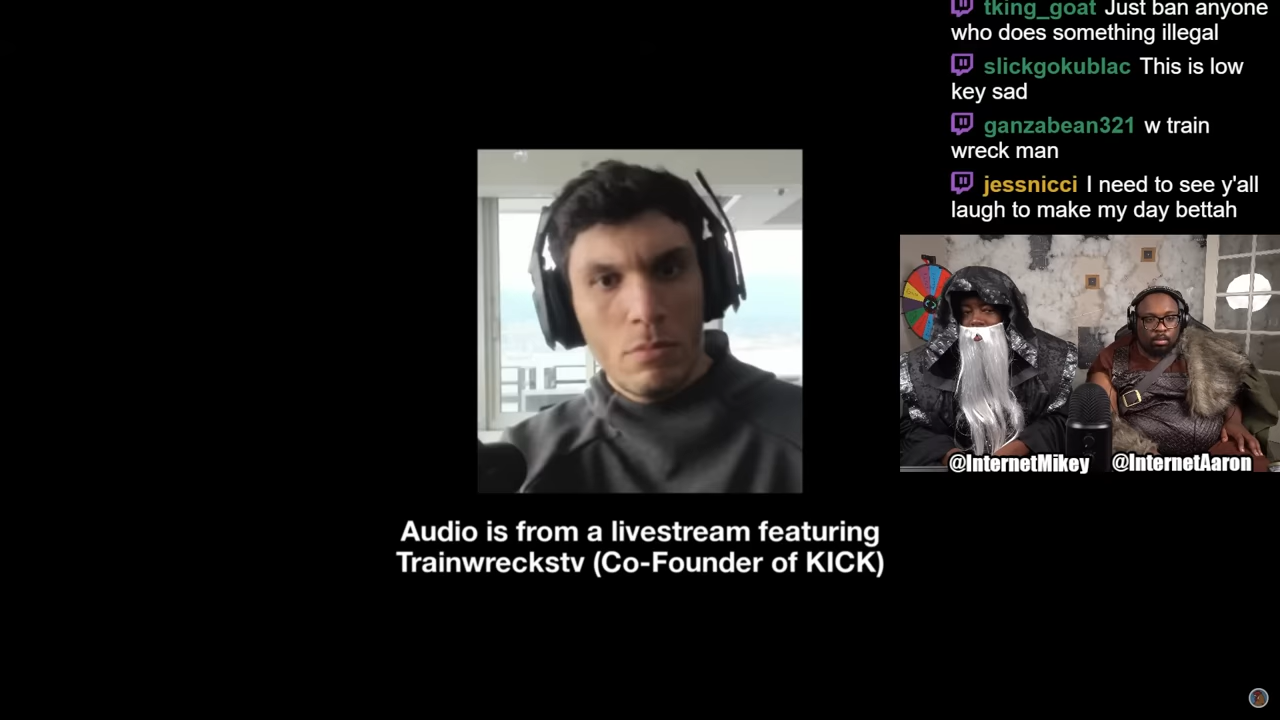 tking_goat Just ban anyone
who does something illegal
slickgokublac This is low
key sad
ganzabean321 w train
wreck man
jessnicci I need to see y'all
laugh to make my day bettah
@InternetMikey @InternetAaron
Audio is from a livestream featuring
Trainwreckstv (Co-Founder of KICK)